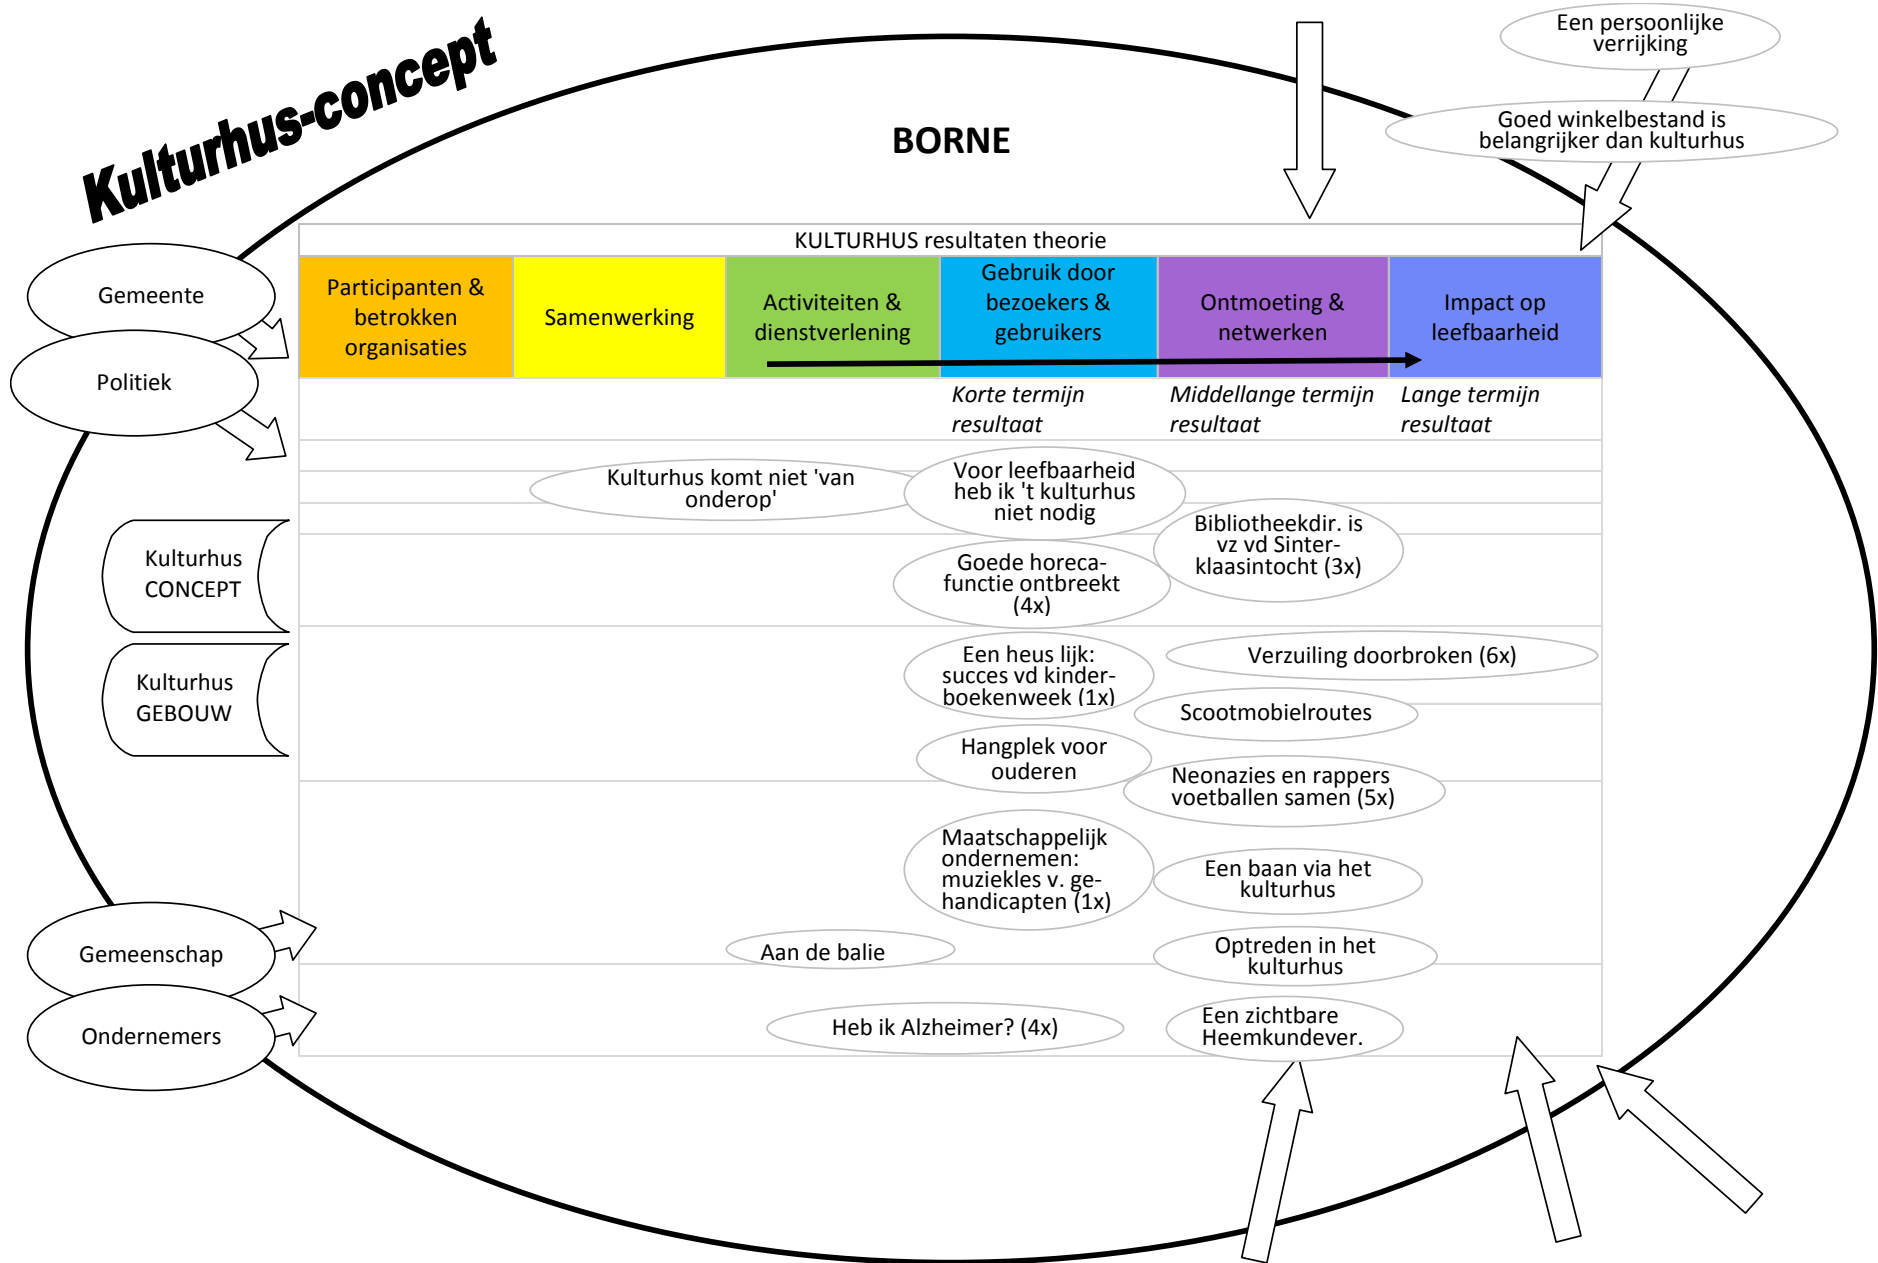 Kulturhus-concept
Een persoonlijke
verrijking
Goed winkelbestand is
belangrijker dan kulturhus
BORNE
KULTURHUS resultaten theorie
Gemeente
Politiek
Participanten &
betrokken
organisaties
Samenwerking
Activiteiten &
dienstverlening
Gebruik door
bezoekers &
gebruikers
Ontmoeting &
netwerken
Impact op
leefbaarheid
Korte termijn
resultaat
Middellange termijn
resultaat
Lange termijn
resultaat
Kulturhus komt niet 'van
onderop'
Voor leefbaarheid
heb ik 't kulturhus
niet nodig
Bibliotheekdir. is
vz vd Sinter-
klaasintocht (3x)
Kulturhus
CONCEPT
Goede horeca-
functie ontbreekt
(4x)
Kulturhus
GEBOUW
Een heus lijk:
succes vd kinder-
boekenweek (1x)
Verzuiling doorbroken (6x)
Scootmobielroutes
Hangplek voor
ouderen
Neonazies en rappers
voetballen samen (5x)
Maatschappelijk
ondernemen:
muziekles v. ge-
handicapten (1x)
Een baan via het
kulturhus
Gemeenschap
Aan de balie
Optreden in het
kulturhus
Ondernemers
Heb ik Alzheimer? (4x)
Een zichtbare
Heemkundever.